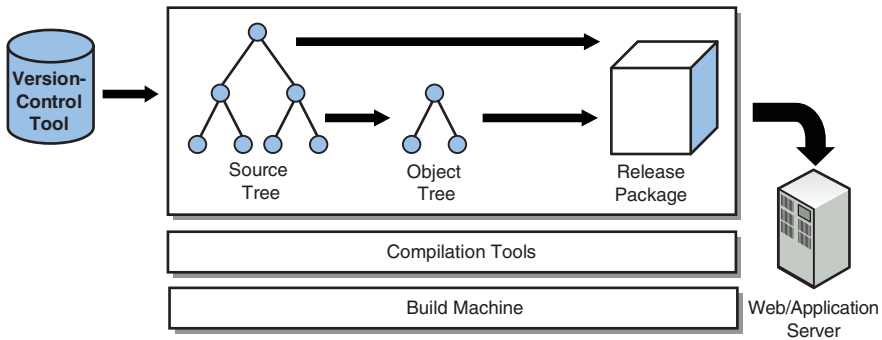 Version-
Control
Tool
Source
Tree
Object
Tree
Release
Package
Compilation Tools
Build Machine
Web/Application
Server